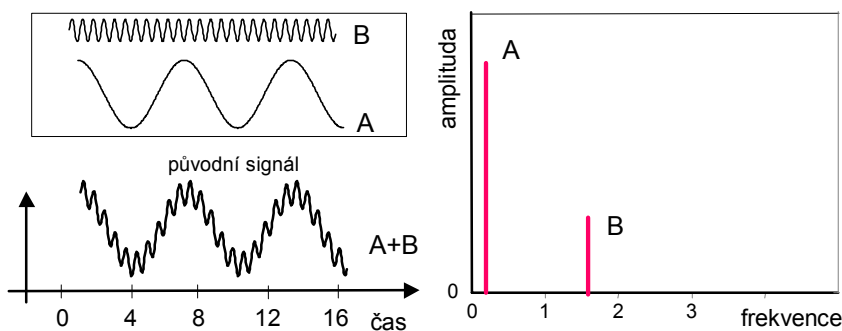 B
A
původní signál
A+B
0 4 8 12 16 čas
amplituda
A
B
0
0 1 2 3 frekvence